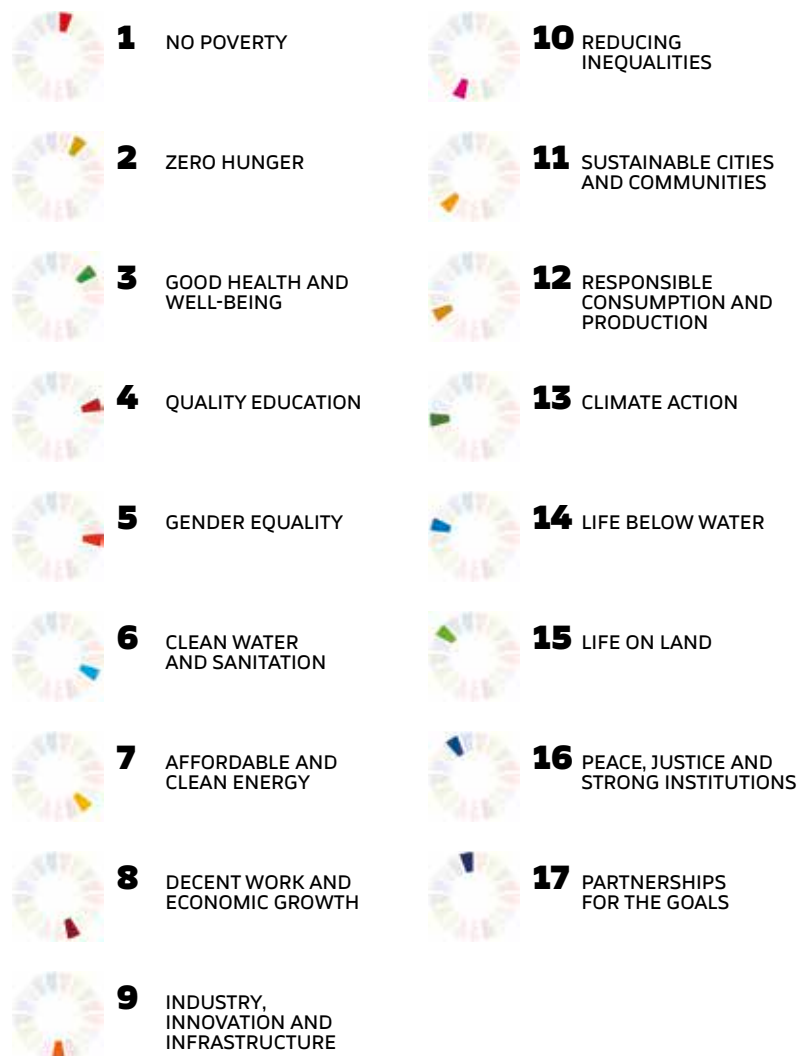 1 NO POVERTY
2 ZERO HUNGER
3 GOOD HEALTH AND
WELL-BEING
4 QUALITY EDUCATION
5 GENDER EQUALITY
6 CLEAN WATER
AND SANITATION
7 AFFORDABLE AND
CLEAN ENERGY
8 DECENT WORK AND
ECONOMIC GROWTH
9 INDUSTRY,
INNOVATION AND
INFRASTRUCTURE
10 REDUCING
INEQUALITIES
11 SUSTAINABLE CITIES
AND COMMUNITIES
12 RESPONSIBLE
CONSUMPTION AND
PRODUCTION
13 CLIMATE ACTION
14 LIFE BELOW WATER
15 LIFE ON LAND
16 PEACE, JUSTICE AND
STRONG INSTITUTIONS
17 PARTNERSHIPS
FOR THE GOALS